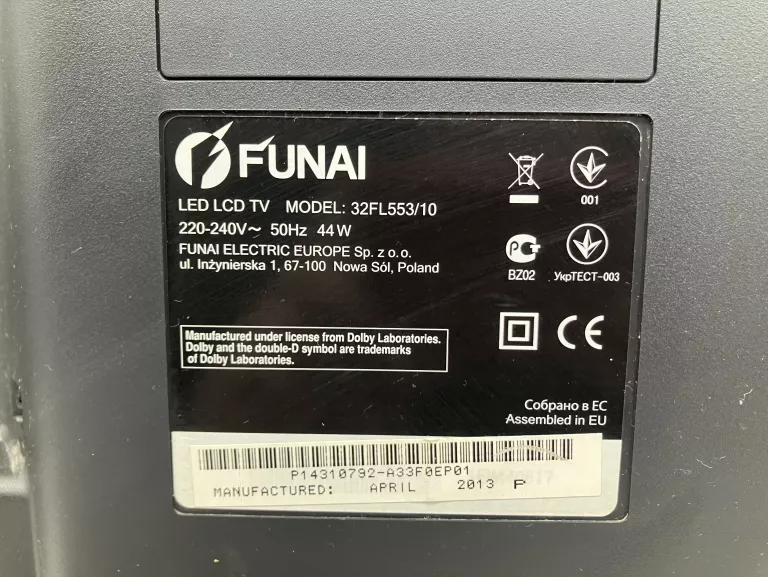 FUNAI
LED LCD TV MODEL: 32FL553/10
220-240V~ 50Hz 44W
FUNAI ELECTRIC EUROPE Sp. z o.o.
ul. Inżynierska 1, 67-100 Nowa Sól, Poland
001
BZ02 УкрТЕСТ-003
Manufactured under license from Dolby Laboratories.
Dolby and the double-D symbol are trademarks
of Dolby Laboratories.
CE
Собрано в ЕС
Assembled in EU
P14310792-A33F0EP01
MANUFACTURED: APRIL 2013 P